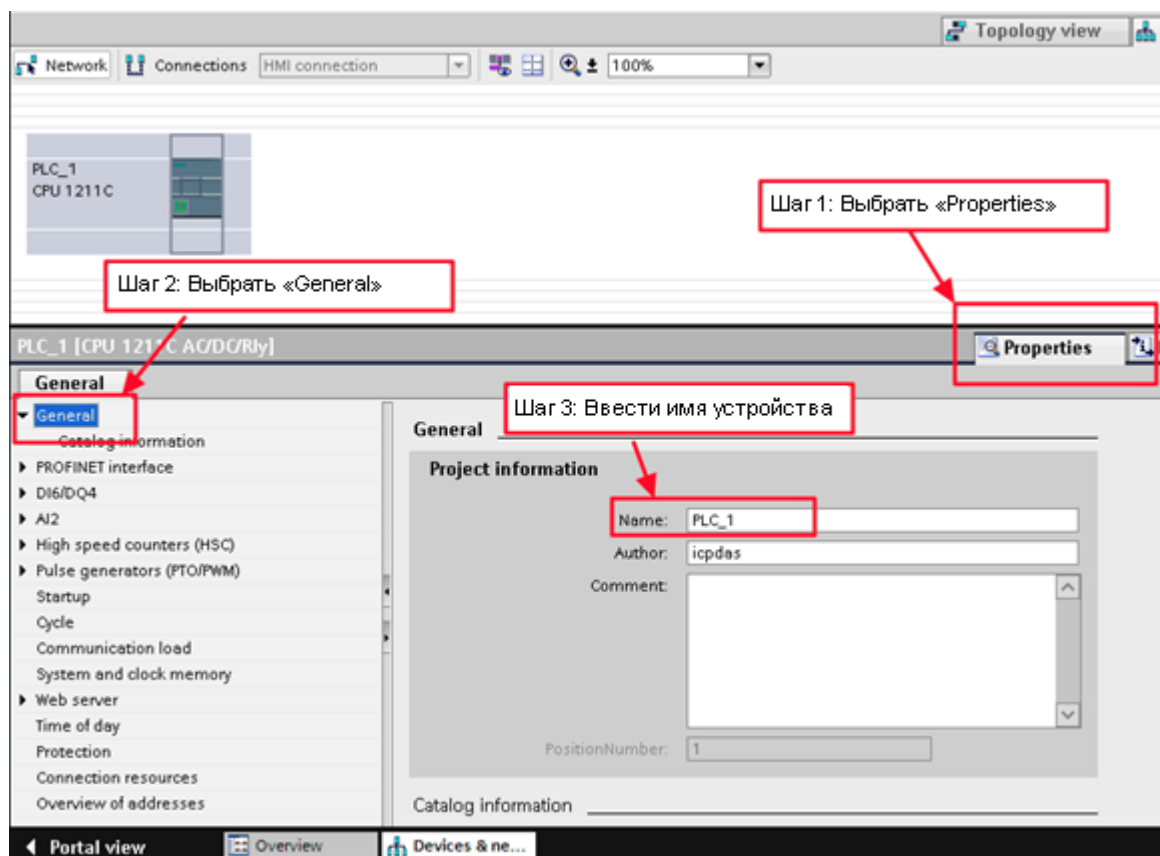 Topology view
Network Connections HMI connection 100%
PLC_1
CPU 1211C
Шаг 1: Выбрать «Properties»
Шаг 2: Выбрать «General»
PLC_1 [CPU 1211C AC/DC/Rly]
Properties
General
General
Catalog information
PROFINET interface
DI6/DQ4
AI2
High speed counters (HSC)
Pulse generators (PTO/PWM)
Startup
Cycle
Communication load
System and clock memory
Web server
Time of day
Protection
Connection resources
Overview of addresses
Шаг 3: Ввести имя устройства
General
Project information
Name: PLC_1
Author: icpdas
Comment:
PositionNumber: 1
Catalog information
Portal view
Overview
Devices & ne...